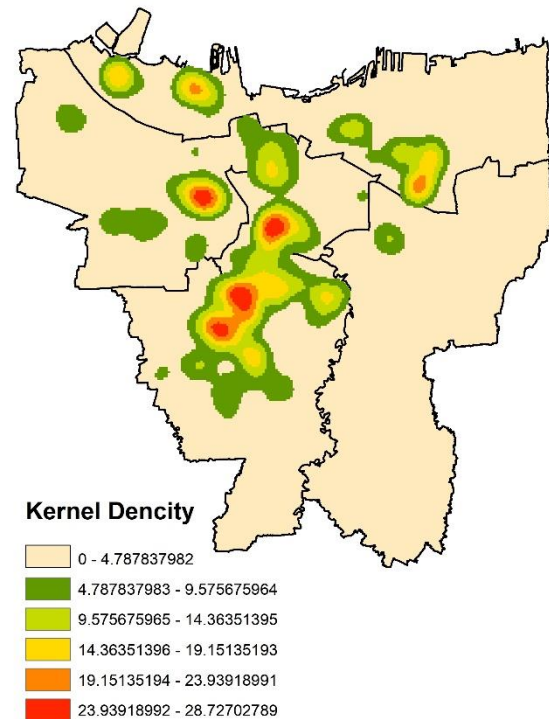 Kernel Dencity
0 - 4.787837982
4.787837983 - 9.575675964
9.575675965 - 14.36351395
14.36351396 - 19.15135193
19.15135194 - 23.93918991
23.93918992 - 28.72702789